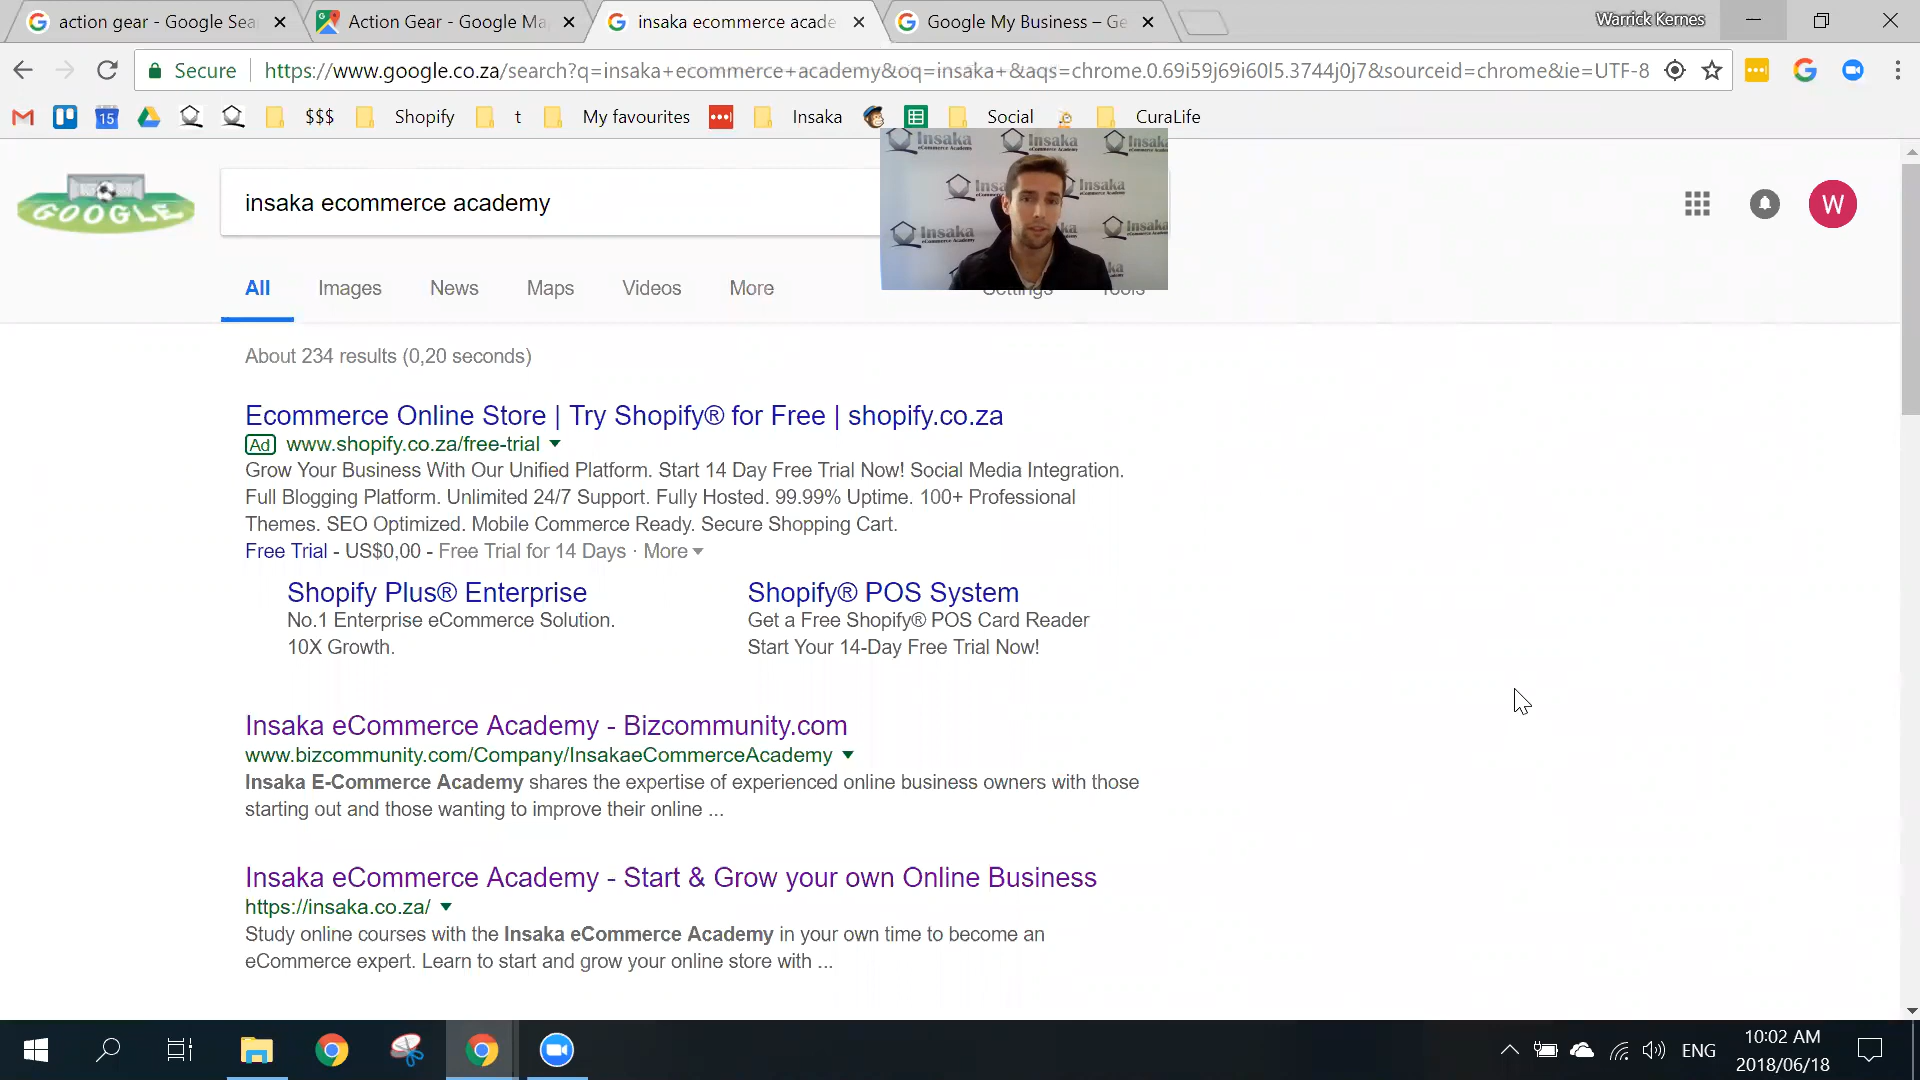 action gear - Google Sea
Action Gear - Google Ma
insaka ecommerce acade
Google My Business – Ge
Warrick Kernes
Secure
https://www.google.co.za/search?q=insaka+ecommerce+academy&oq=insaka+&aqs=chrome.0.69i59j69i60l5.3744j0j7&sourceid=chrome&ie=UTF-8
15
$$$
Shopify
t
My favourites
Insaka
Social
CuraLife
GOOGLE
insaka ecommerce academy
Insaka
eCommerce Academy
W
All
Images
News
Maps
Videos
More
Settings
Tools
About 234 results (0,20 seconds)
Ecommerce Online Store | Try Shopify® for Free | shopify.co.za
Ad www.shopify.co.za/free-trial
Grow Your Business With Our Unified Platform. Start 14 Day Free Trial Now! Social Media Integration.
Full Blogging Platform. Unlimited 24/7 Support. Fully Hosted. 99.99% Uptime. 100+ Professional
Themes. SEO Optimized. Mobile Commerce Ready. Secure Shopping Cart.
Free Trial - US$0,00 - Free Trial for 14 Days · More
Shopify Plus® Enterprise
No.1 Enterprise eCommerce Solution.
10X Growth.
Shopify® POS System
Get a Free Shopify® POS Card Reader
Start Your 14-Day Free Trial Now!
Insaka eCommerce Academy - Bizcommunity.com
www.bizcommunity.com/Company/InsakaeCommerceAcademy
Insaka E-Commerce Academy shares the expertise of experienced online business owners with those
starting out and those wanting to improve their online ...
Insaka eCommerce Academy - Start & Grow your own Online Business
https://insaka.co.za/
Study online courses with the Insaka eCommerce Academy in your own time to become an
eCommerce expert. Learn to start and grow your online store with ...
ENG
10:02 AM
2018/06/18